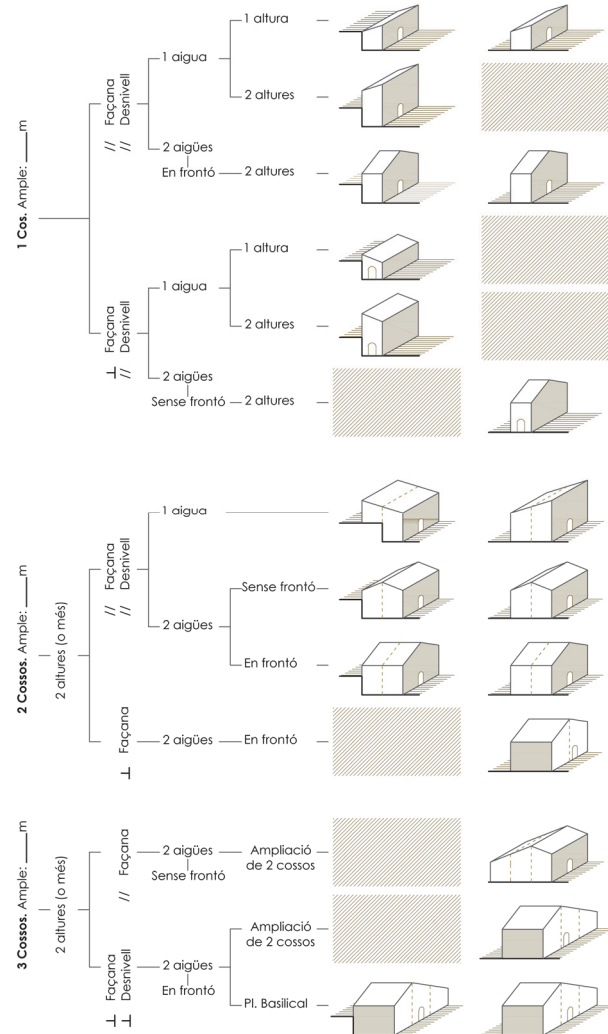 1 Cos. Ample: ____m
Façana //
Desnivell //
1 aigua
1 altura
2 altures
2 aigües
En frontó
2 altures
Façana ⊥
Desnivell //
1 aigua
1 altura
2 altures
2 aigües
Sense frontó
2 altures
2 Cossos. Ample: ____m
2 altures (o més)
Façana //
Desnivell //
1 aigua
2 aigües
Sense frontó
En frontó
Façana ⊥
2 aigües
En frontó
3 Cossos. Ample: ____m
2 altures (o més)
Façana //
2 aigües
Sense frontó
Ampliació
de 2 cossos
Façana ⊥
Desnivell ⊥
2 aigües
En frontó
Ampliació
de 2 cossos
Pl. Basilical